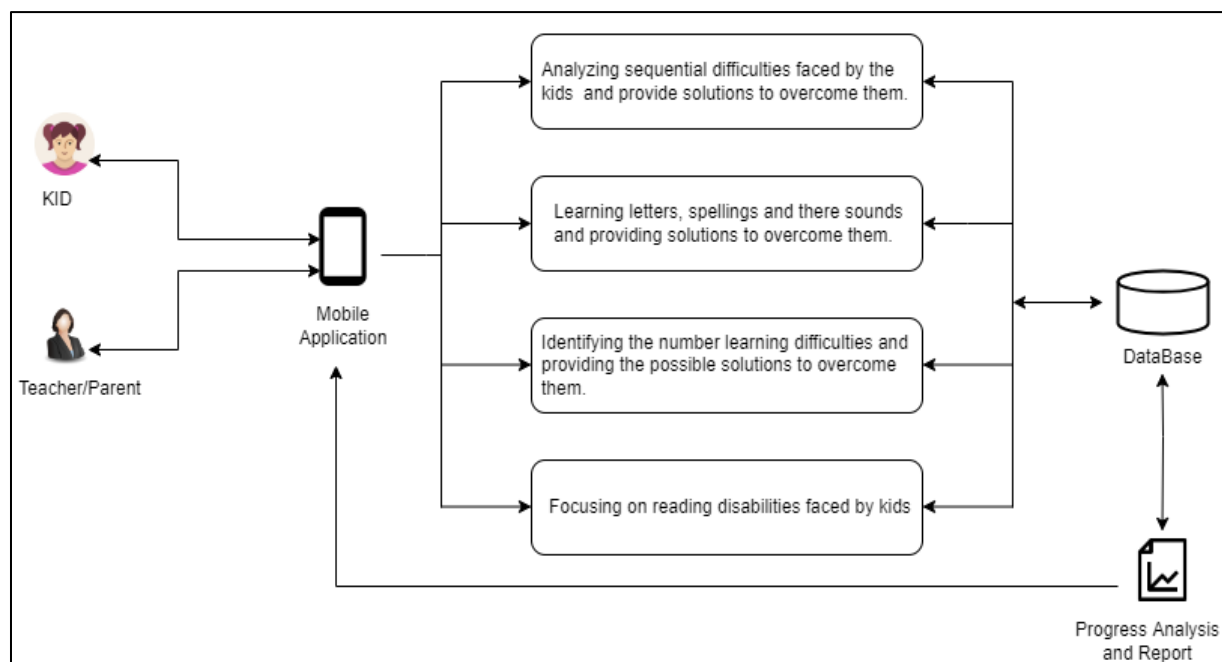 KID
Teacher/Parent
Mobile
Application
Analyzing sequential difficulties faced by the
kids and provide solutions to overcome them.
Learning letters, spellings and there sounds
and providing solutions to overcome them.
Identifying the number learning difficulties and
providing the possible solutions to overcome
them.
Focusing on reading disabilities faced by kids
DataBase
Progress Analysis
and Report